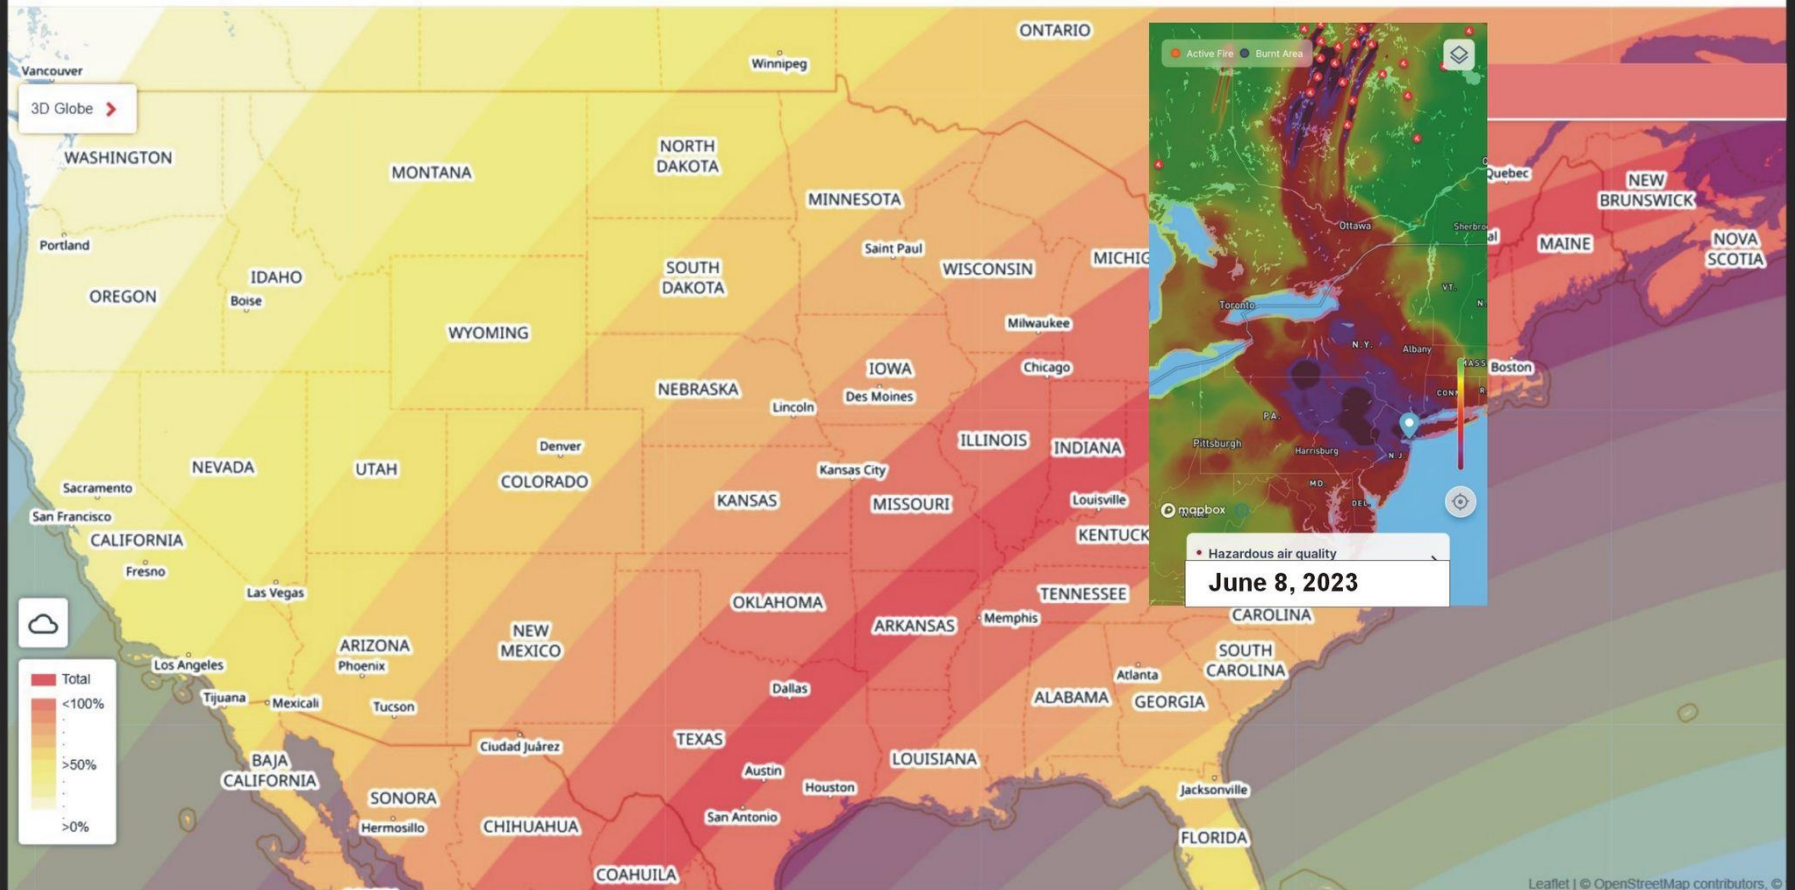 ONTARIO
Winnipeg
Vancouver
3D Globe
WASHINGTON
MONTANA
NORTH
DAKOTA
MINNESOTA
Portland
OREGON
IDAHO
Boise
SOUTH
DAKOTA
Saint Paul
WISCONSIN
MICHIG
WYOMING
Milwaukee
Chicago
IOWA
Des Moines
NEBRASKA
Lincoln
ILLINOIS
INDIANA
Denver
COLORADO
NEVADA
UTAH
Sacramento
San Francisco
CALIFORNIA
Fresno
Las Vegas
KANSAS
Kansas City
MISSOURI
Louisville
KENTUCK
OKLAHOMA
TENNESSEE
ARKANSAS
Memphis
NEW
MEXICO
ARIZONA
Phoenix
Tucson
Los Angeles
Tijuana
Mexicali
Dallas
ALABAMA
Atlanta
GEORGIA
CAROLINA
SOUTH
CAROLINA
Ciudad Juárez
TEXAS
Austin
Houston
San Antonio
LOUISIANA
BAJA
CALIFORNIA
SONORA
Hermosillo
CHIHUAHUA
COAHUILA
Jacksonville
FLORIDA
Quebec
al
MAINE
NEW
BRUNSWICK
NOVA
SCOTIA
Boston
Total
<100%
>50%
>0%
Active Fire Burnt Area
Ottawa
Sherbro
VT.
N.
Toronto
N.Y.
Albany
MASS
CONN
R
PA.
Pittsburgh
Harrisburg
N.J.
MD.
DEL.
mapbox
Hazardous air quality
June 8, 2023
Leaflet | © OpenStreetMap contributors, ©